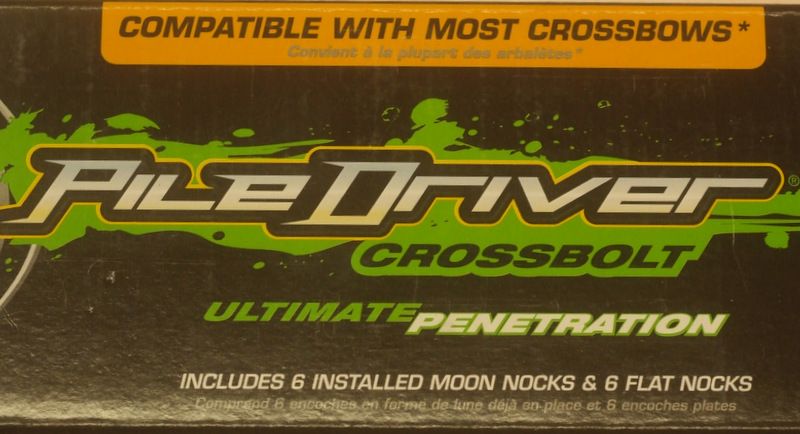 COMPATIBLE WITH MOST CROSSBOWS*
Convient à la plupart des arbalètes*
PILEDRIVER®
CROSSBOLT
ULTIMATE PENETRATION
INCLUDES 6 INSTALLED MOON NOCKS & 6 FLAT NOCKS
Comprend 6 encoches en forme de lune déjà en place et 6 encoches plates